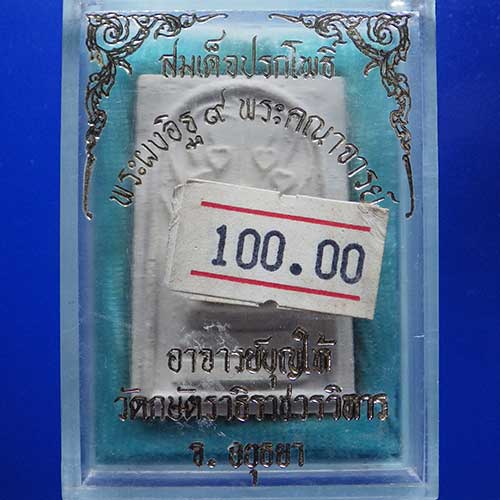 สมเด็จปรกโพธิ์
พระผงอิฐ ๙ พระคณาจารย์
100.00
อาจารย์บุญให้
วัดกษัตราธิราชวรวิหาร
จ. อยุธยา